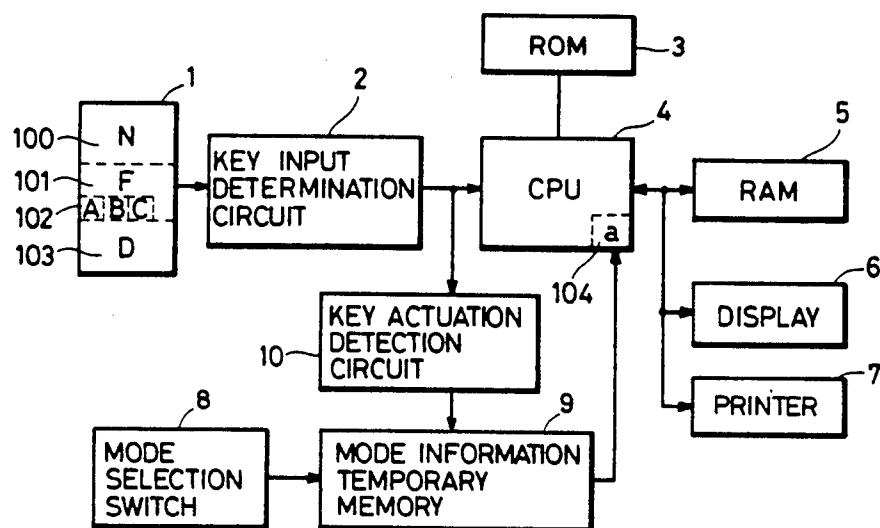 ROM
3
1
2
4
5
100
N
101
F
102
A B C
103
D
KEY INPUT
DETERMINATION
CIRCUIT
CPU
a
104
RAM
6
DISPLAY
10
KEY ACTUATION
DETECTION
CIRCUIT
7
PRINTER
8
9
MODE
SELECTION
SWITCH
MODE INFORMATION
TEMPORARY
MEMORY